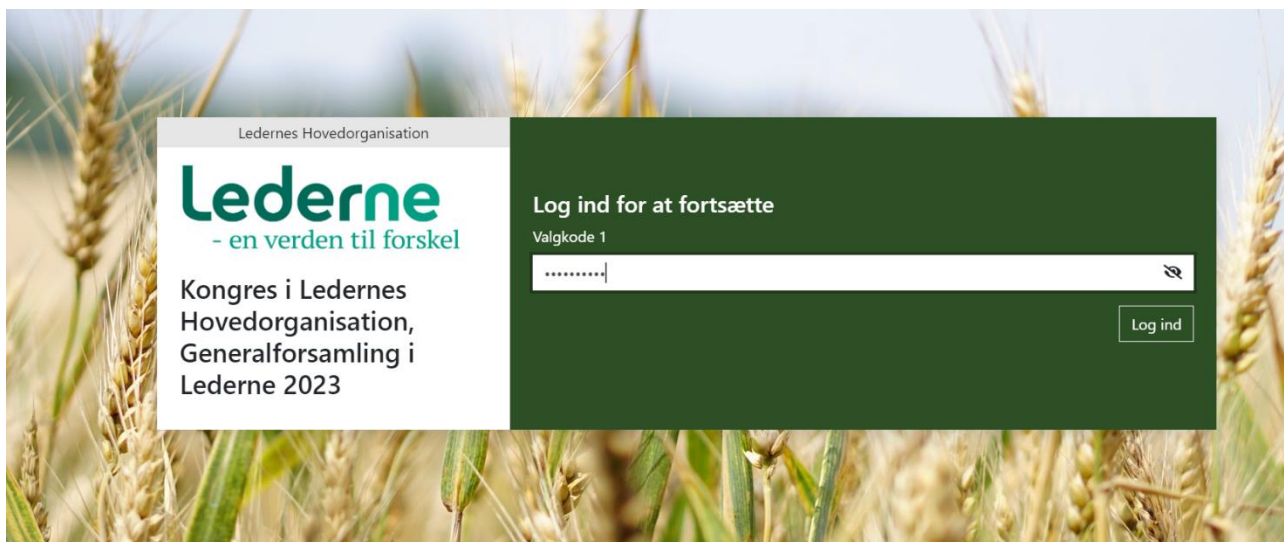 Ledernes Hovedorganisation
Lederne
- en verden til forskel
Kongres i Ledernes
Hovedorganisation,
Generalforsamling i
Lederne 2023
Log ind for at fortsætte
Valgkode 1
Log ind